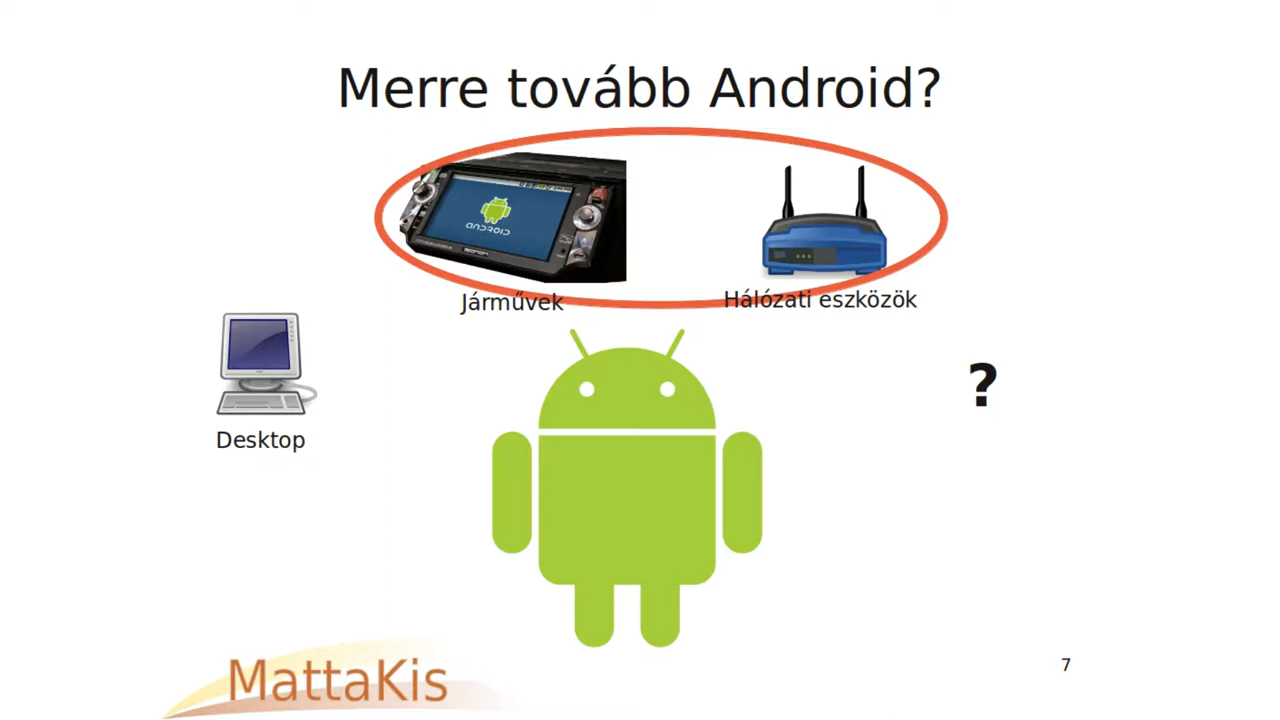 Merre tovább Android?
ANDROID
Járművek
Hálózati eszközök
?
Desktop
MattaKis
7